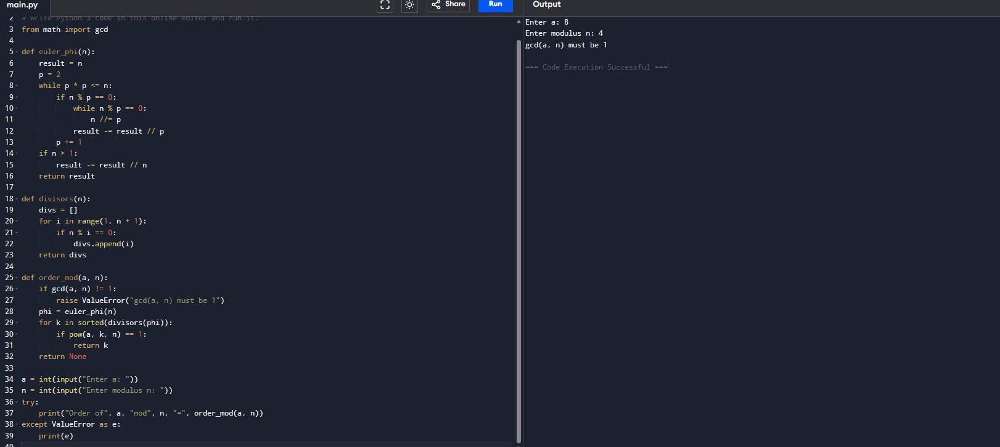 main.py
Share
Run
Output
2 # Write Python 3 code in this online editor and run it.
3 from math import gcd
4
5 def euler_phi(n):
6     result = n
7     p = 2
8     while p * p <= n:
9         if n % p == 0:
10             while n % p == 0:
11                 n //= p
12             result -= result // p
13         p += 1
14     if n > 1:
15         result -= result // n
16     return result
17
18 def divisors(n):
19     divs = []
20     for i in range(1, n + 1):
21         if n % i == 0:
22             divs.append(i)
23     return divs
24
25 def order_mod(a, n):
26     if gcd(a, n) != 1:
27         raise ValueError("gcd(a, n) must be 1")
28     phi = euler_phi(n)
29     for k in sorted(divisors(phi)):
30         if pow(a, k, n) == 1:
31             return k
32     return None
33
34 a = int(input("Enter a: "))
35 n = int(input("Enter modulus n: "))
36 try:
37     print("Order of", a, "mod", n, "=", order_mod(a, n))
38 except ValueError as e:
39     print(e)
40
Enter a: 8
Enter modulus n: 4
gcd(a, n) must be 1
=== Code Execution Successful ===